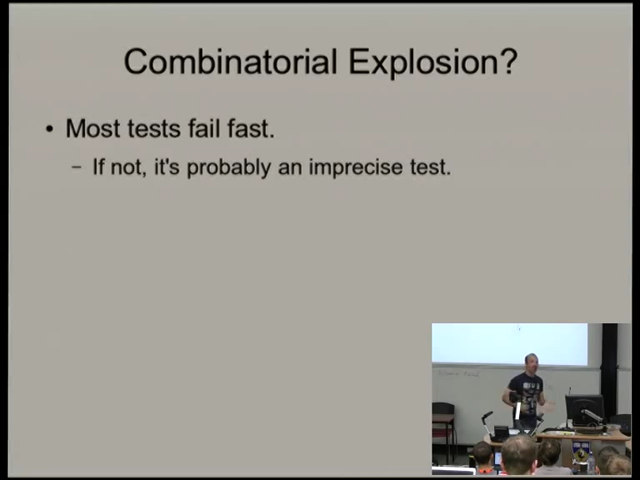 Combinatorial Explosion?
• Most tests fail fast.
– If not, it's probably an imprecise test.